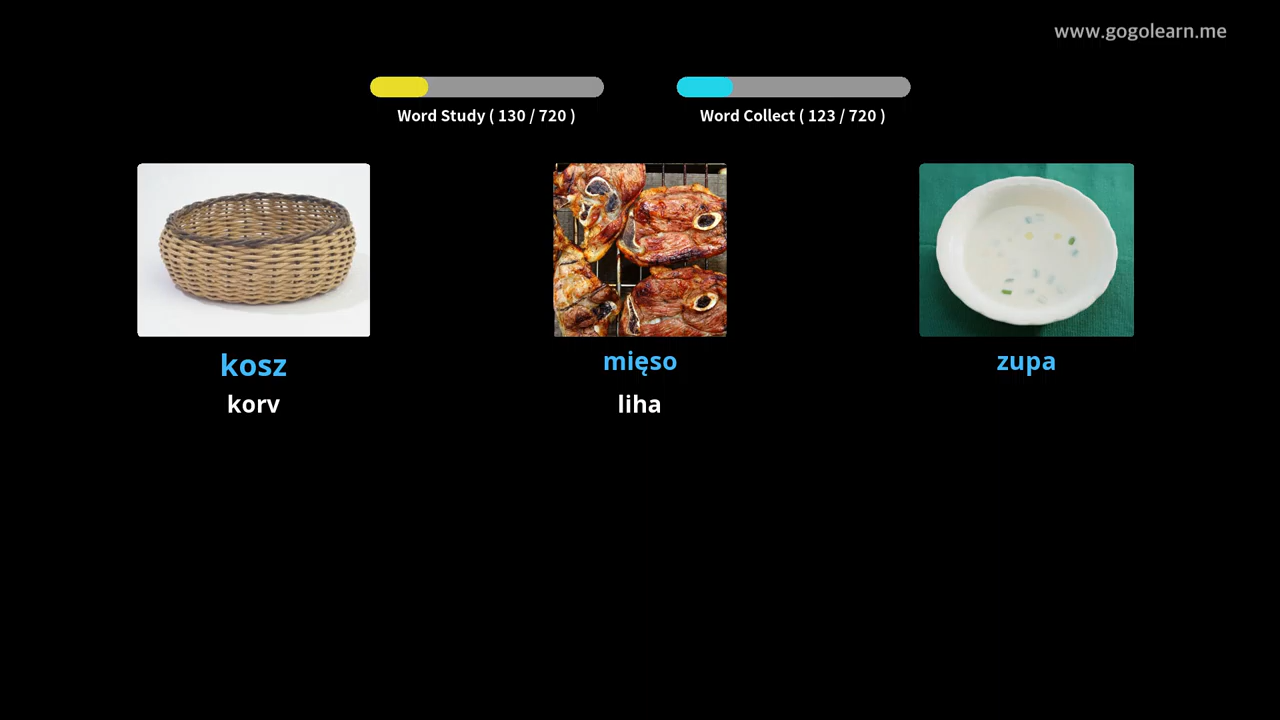 www.gogolearn.me
Word Study ( 130 / 720 )
Word Collect ( 123 / 720 )
kosz
mięso
zupa
korv
liha